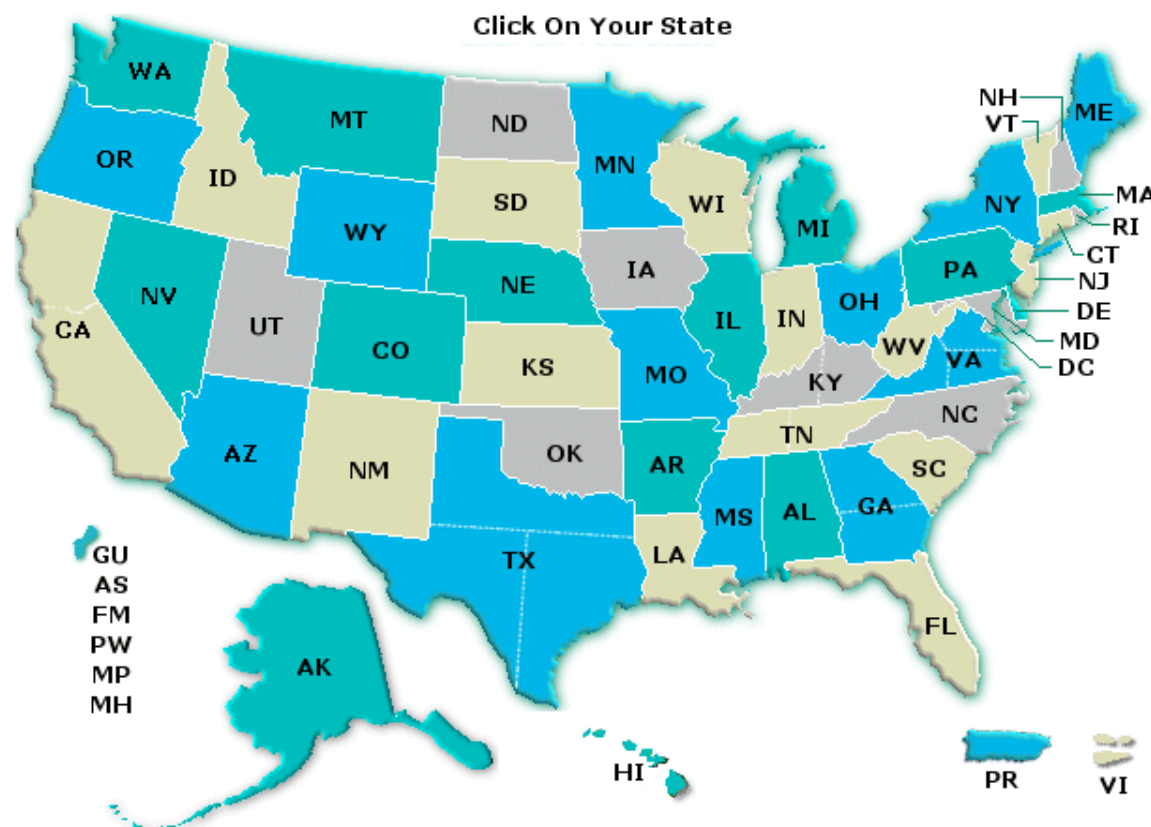 Click On Your State
WA
MT
ND
MN
NH
ME
VT
OR
ID
SD
WI
MA
NY
WY
MI
RI
CT
IA
PA
NV
NE
NJ
UT
IL
IN
OH
DE
CA
CO
MD
KS
WV
VA
DC
MO
KY
NC
TN
AZ
OK
NM
AR
SC
MS
AL
GA
GU
TX
LA
AS
FM
FL
PW
AK
MP
MH
HI
PR
VI